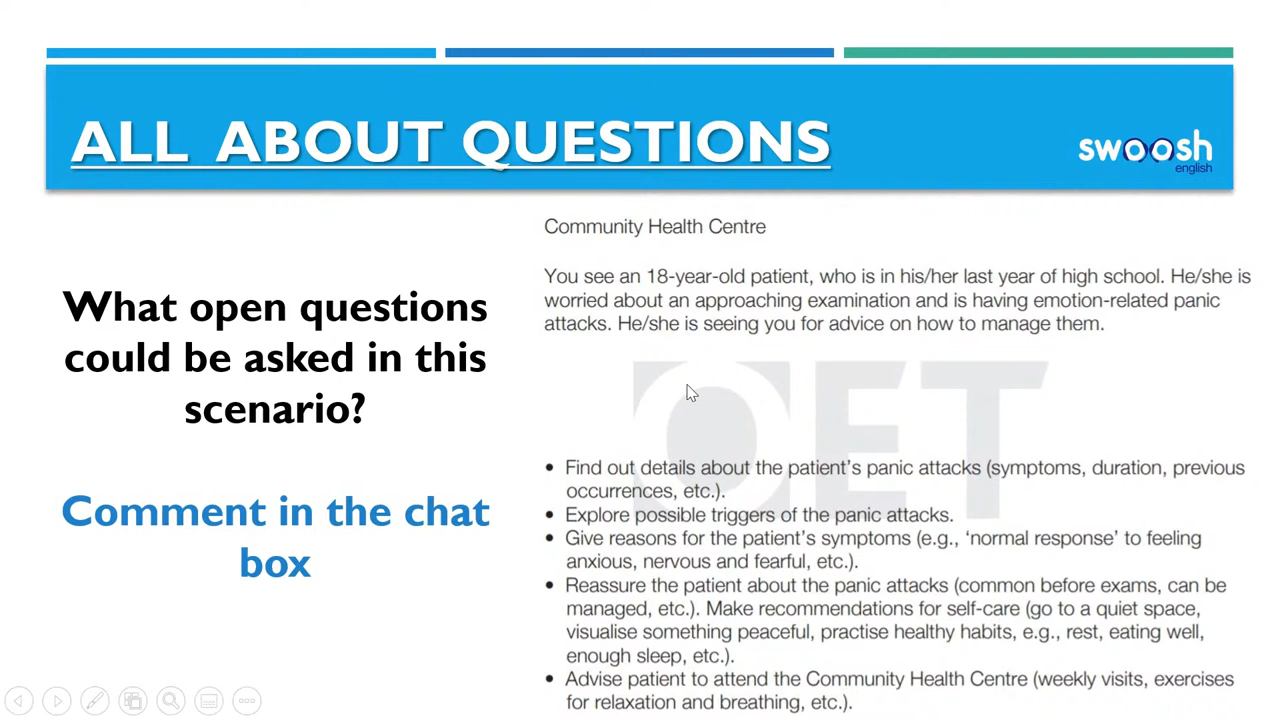 ALL ABOUT QUESTIONS
swoosh
english
What open questions
could be asked in this
scenario?
Comment in the chat
box
Community Health Centre
You see an 18-year-old patient, who is in his/her last year of high school. He/she is
worried about an approaching examination and is having emotion-related panic
attacks. He/she is seeing you for advice on how to manage them.
OET
• Find out details about the patient's panic attacks (symptoms, duration, previous
occurrences, etc.).
• Explore possible triggers of the panic attacks.
• Give reasons for the patient's symptoms (e.g., 'normal response' to feeling
anxious, nervous and fearful, etc.).
• Reassure the patient about the panic attacks (common before exams, can be
managed, etc.). Make recommendations for self-care (go to a quiet space,
visualise something peaceful, practise healthy habits, e.g., rest, eating well,
enough sleep, etc.).
• Advise patient to attend the Community Health Centre (weekly visits, exercises
for relaxation and breathing, etc.).